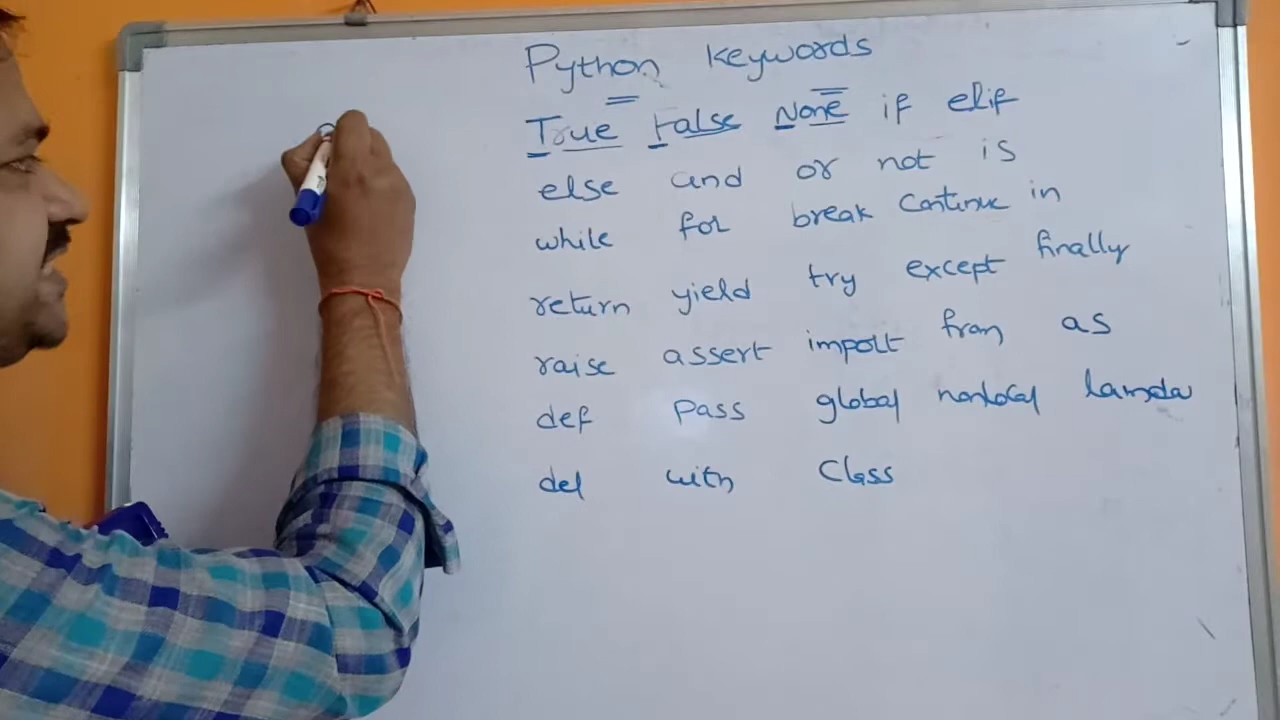 Python keywords
True False None if elif
else and or not is
while for break continue in
return yield try except finally
raise assert import from as
def pass global nonlocal lamda
del with class